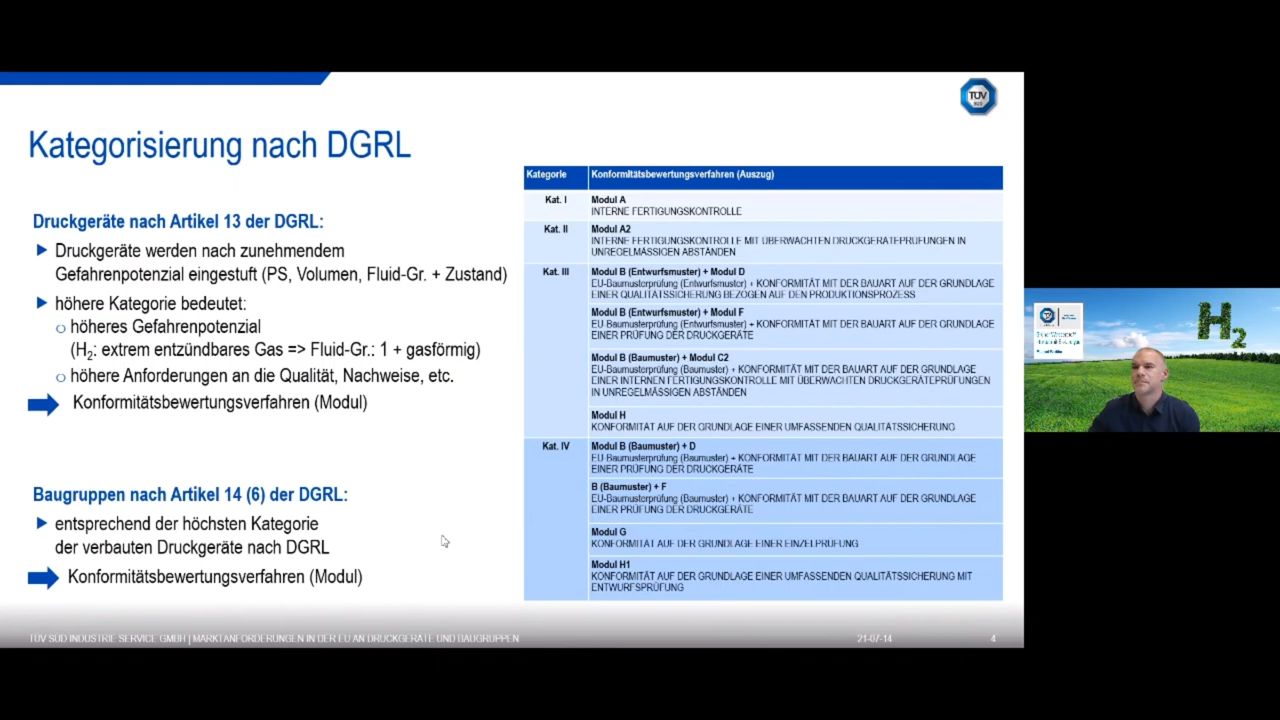 TÜV
SÜD
Kategorisierung nach DGRL
Druckgeräte nach Artikel 13 der DGRL:
Druckgeräte werden nach zunehmendem
Gefahrenpotenzial eingestuft (PS, Volumen, Fluid-Gr. + Zustand)
höhere Kategorie bedeutet:
höheres Gefahrenpotenzial
(H2: extrem entzündbares Gas => Fluid-Gr.: 1 + gasförmig)
höhere Anforderungen an die Qualität, Nachweise, etc.
Konformitätsbewertungsverfahren (Modul)
Baugruppen nach Artikel 14 (6) der DGRL:
entsprechend der höchsten Kategorie
der verbauten Druckgeräte nach DGRL
Konformitätsbewertungsverfahren (Modul)
Kategorie Konformitätsbewertungsverfahren (Auszug)
Kat. I Modul A
INTERNE FERTIGUNGSKONTROLLE
Kat. II Modul A2
INTERNE FERTIGUNGSKONTROLLE MIT ÜBERWACHTEN DRUCKGERÄTEPRÜFUNGEN IN
UNREGELMÄSSIGEN ABSTÄNDEN
Kat. III Modul B (Entwurfsmuster) + Modul D
EU-Baumusterprüfung (Entwurfsmuster) + KONFORMITÄT MIT DER BAUART AUF DER GRUNDLAGE
EINER QUALITÄTSSICHERUNG BEZOGEN AUF DEN PRODUKTIONSPROZESS
Modul B (Entwurfsmuster) + Modul F
EU-Baumusterprüfung (Entwurfsmuster) + KONFORMITÄT MIT DER BAUART AUF DER GRUNDLAGE
EINER PRÜFUNG DER DRUCKGERÄTE
Modul B (Baumuster) + Modul C2
EU-Baumusterprüfung (Baumuster) + KONFORMITÄT MIT DER BAUART AUF DER GRUNDLAGE
EINER INTERNEN FERTIGUNGSKONTROLLE MIT ÜBERWACHTEN DRUCKGERÄTEPRÜFUNGEN
IN UNREGELMÄSSIGEN ABSTÄNDEN
Modul H
KONFORMITÄT AUF DER GRUNDLAGE EINER UMFASSENDEN QUALITÄTSSICHERUNG
Kat. IV Modul B (Baumuster) + D
EU-Baumusterprüfung (Baumuster) + KONFORMITÄT MIT DER BAUART AUF DER GRUNDLAGE
EINER PRÜFUNG DER DRUCKGERÄTE
B (Baumuster) + F
EU-Baumusterprüfung (Baumuster) + KONFORMITÄT MIT DER BAUART AUF DER GRUNDLAGE
EINER PRÜFUNG DER DRUCKGERÄTE
Modul G
KONFORMITÄT AUF DER GRUNDLAGE EINER EINZELPRÜFUNG
Modul H1
KONFORMITÄT AUF DER GRUNDLAGE EINER UMFASSENDEN QUALITÄTSSICHERUNG MIT
ENTWURFSPRÜFUNG
TÜV SÜD INDUSTRIE SERVICE GMBH | MARKTANFORDERUNGEN IN DER EU AN DRUCKGERÄTE UND BAUGRUPPEN
21-07-14
4
H2